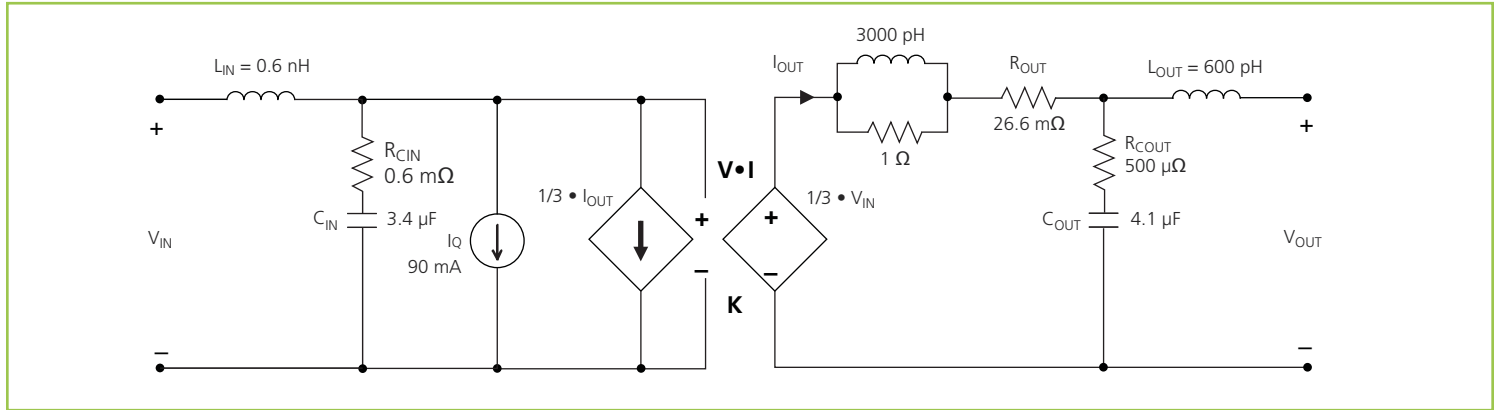 L_IN = 0.6 nH
+
R_CIN
0.6 mΩ
C_IN
3.4 µF
V_IN
–
I_Q
90 mA
1/3 • I_OUT
V•I
+
–
K
+
–
1/3 • V_IN
I_OUT
3000 pH
1 Ω
R_OUT
26.6 mΩ
R_COUT
500 µΩ
C_OUT
4.1 µF
L_OUT = 600 pH
+
V_OUT
–